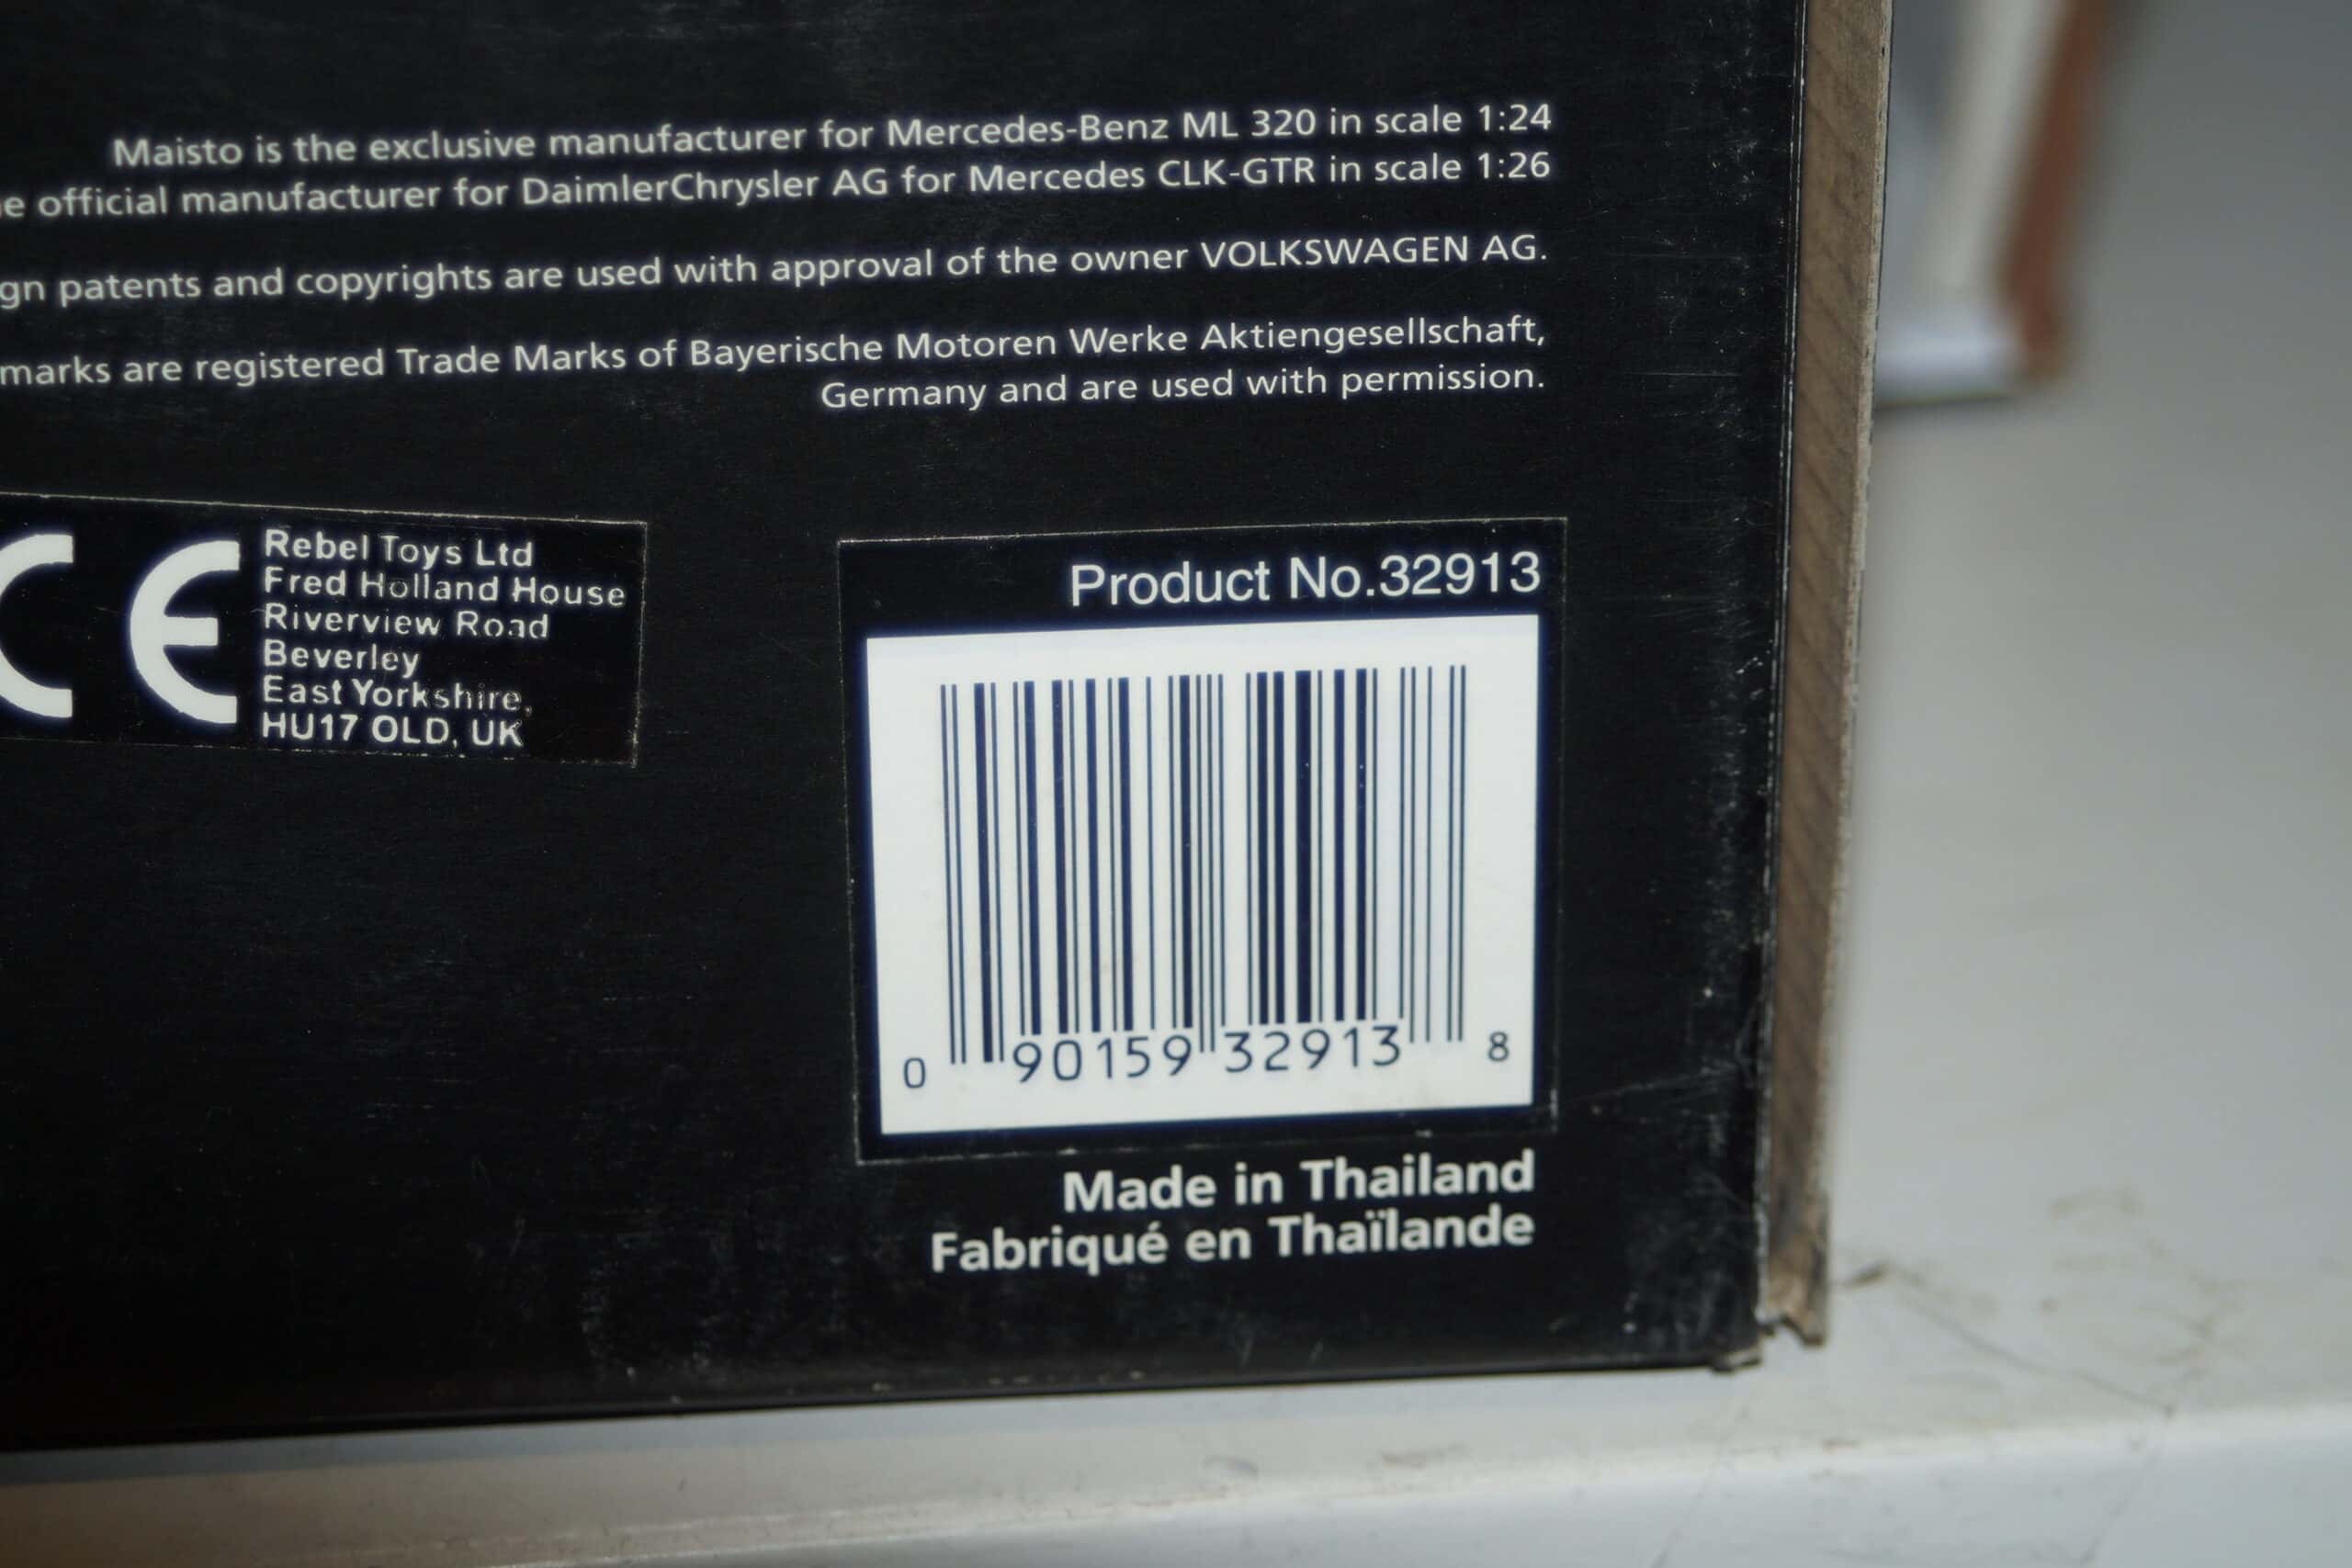 Maisto is the exclusive manufacturer for Mercedes-Benz ML 320 in scale 1:24
official manufacturer for DaimlerChrysler AG for Mercedes CLK-GTR in scale 1:26
patents and copyrights are used with approval of the owner VOLKSWAGEN AG.
marks are registered Trade Marks of Bayerische Motoren Werke Aktiengesellschaft,
Germany and are used with permission.
CE
Rebel Toys Ltd
Fred Holland House
Riverview Road
Beverley
East Yorkshire,
HU17 OLD, UK
Product No.32913
0 90159 32913 8
Made in Thailand
Fabriqué en Thaïlande